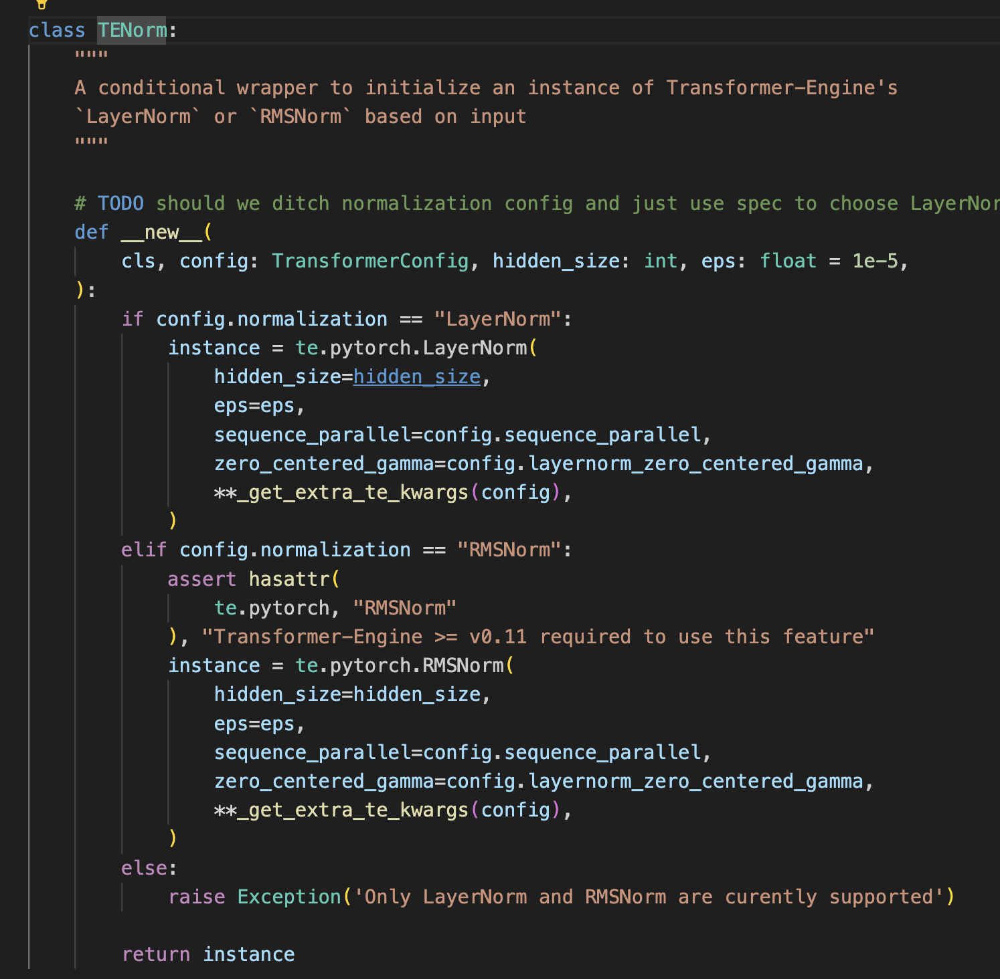 class TENorm:
    """
    A conditional wrapper to initialize an instance of Transformer-Engine's
    `LayerNorm` or `RMSNorm` based on input
    """

    # TODO should we ditch normalization config and just use spec to choose LayerNor
    def __new__(
        cls, config: TransformerConfig, hidden_size: int, eps: float = 1e-5,
    ):
        if config.normalization == "LayerNorm":
            instance = te.pytorch.LayerNorm(
                hidden_size=hidden_size,
                eps=eps,
                sequence_parallel=config.sequence_parallel,
                zero_centered_gamma=config.layernorm_zero_centered_gamma,
                **_get_extra_te_kwargs(config),
            )
        elif config.normalization == "RMSNorm":
            assert hasattr(
                te.pytorch, "RMSNorm"
            ), "Transformer-Engine >= v0.11 required to use this feature"
            instance = te.pytorch.RMSNorm(
                hidden_size=hidden_size,
                eps=eps,
                sequence_parallel=config.sequence_parallel,
                zero_centered_gamma=config.layernorm_zero_centered_gamma,
                **_get_extra_te_kwargs(config),
            )
        else:
            raise Exception('Only LayerNorm and RMSNorm are curently supported')

        return instance